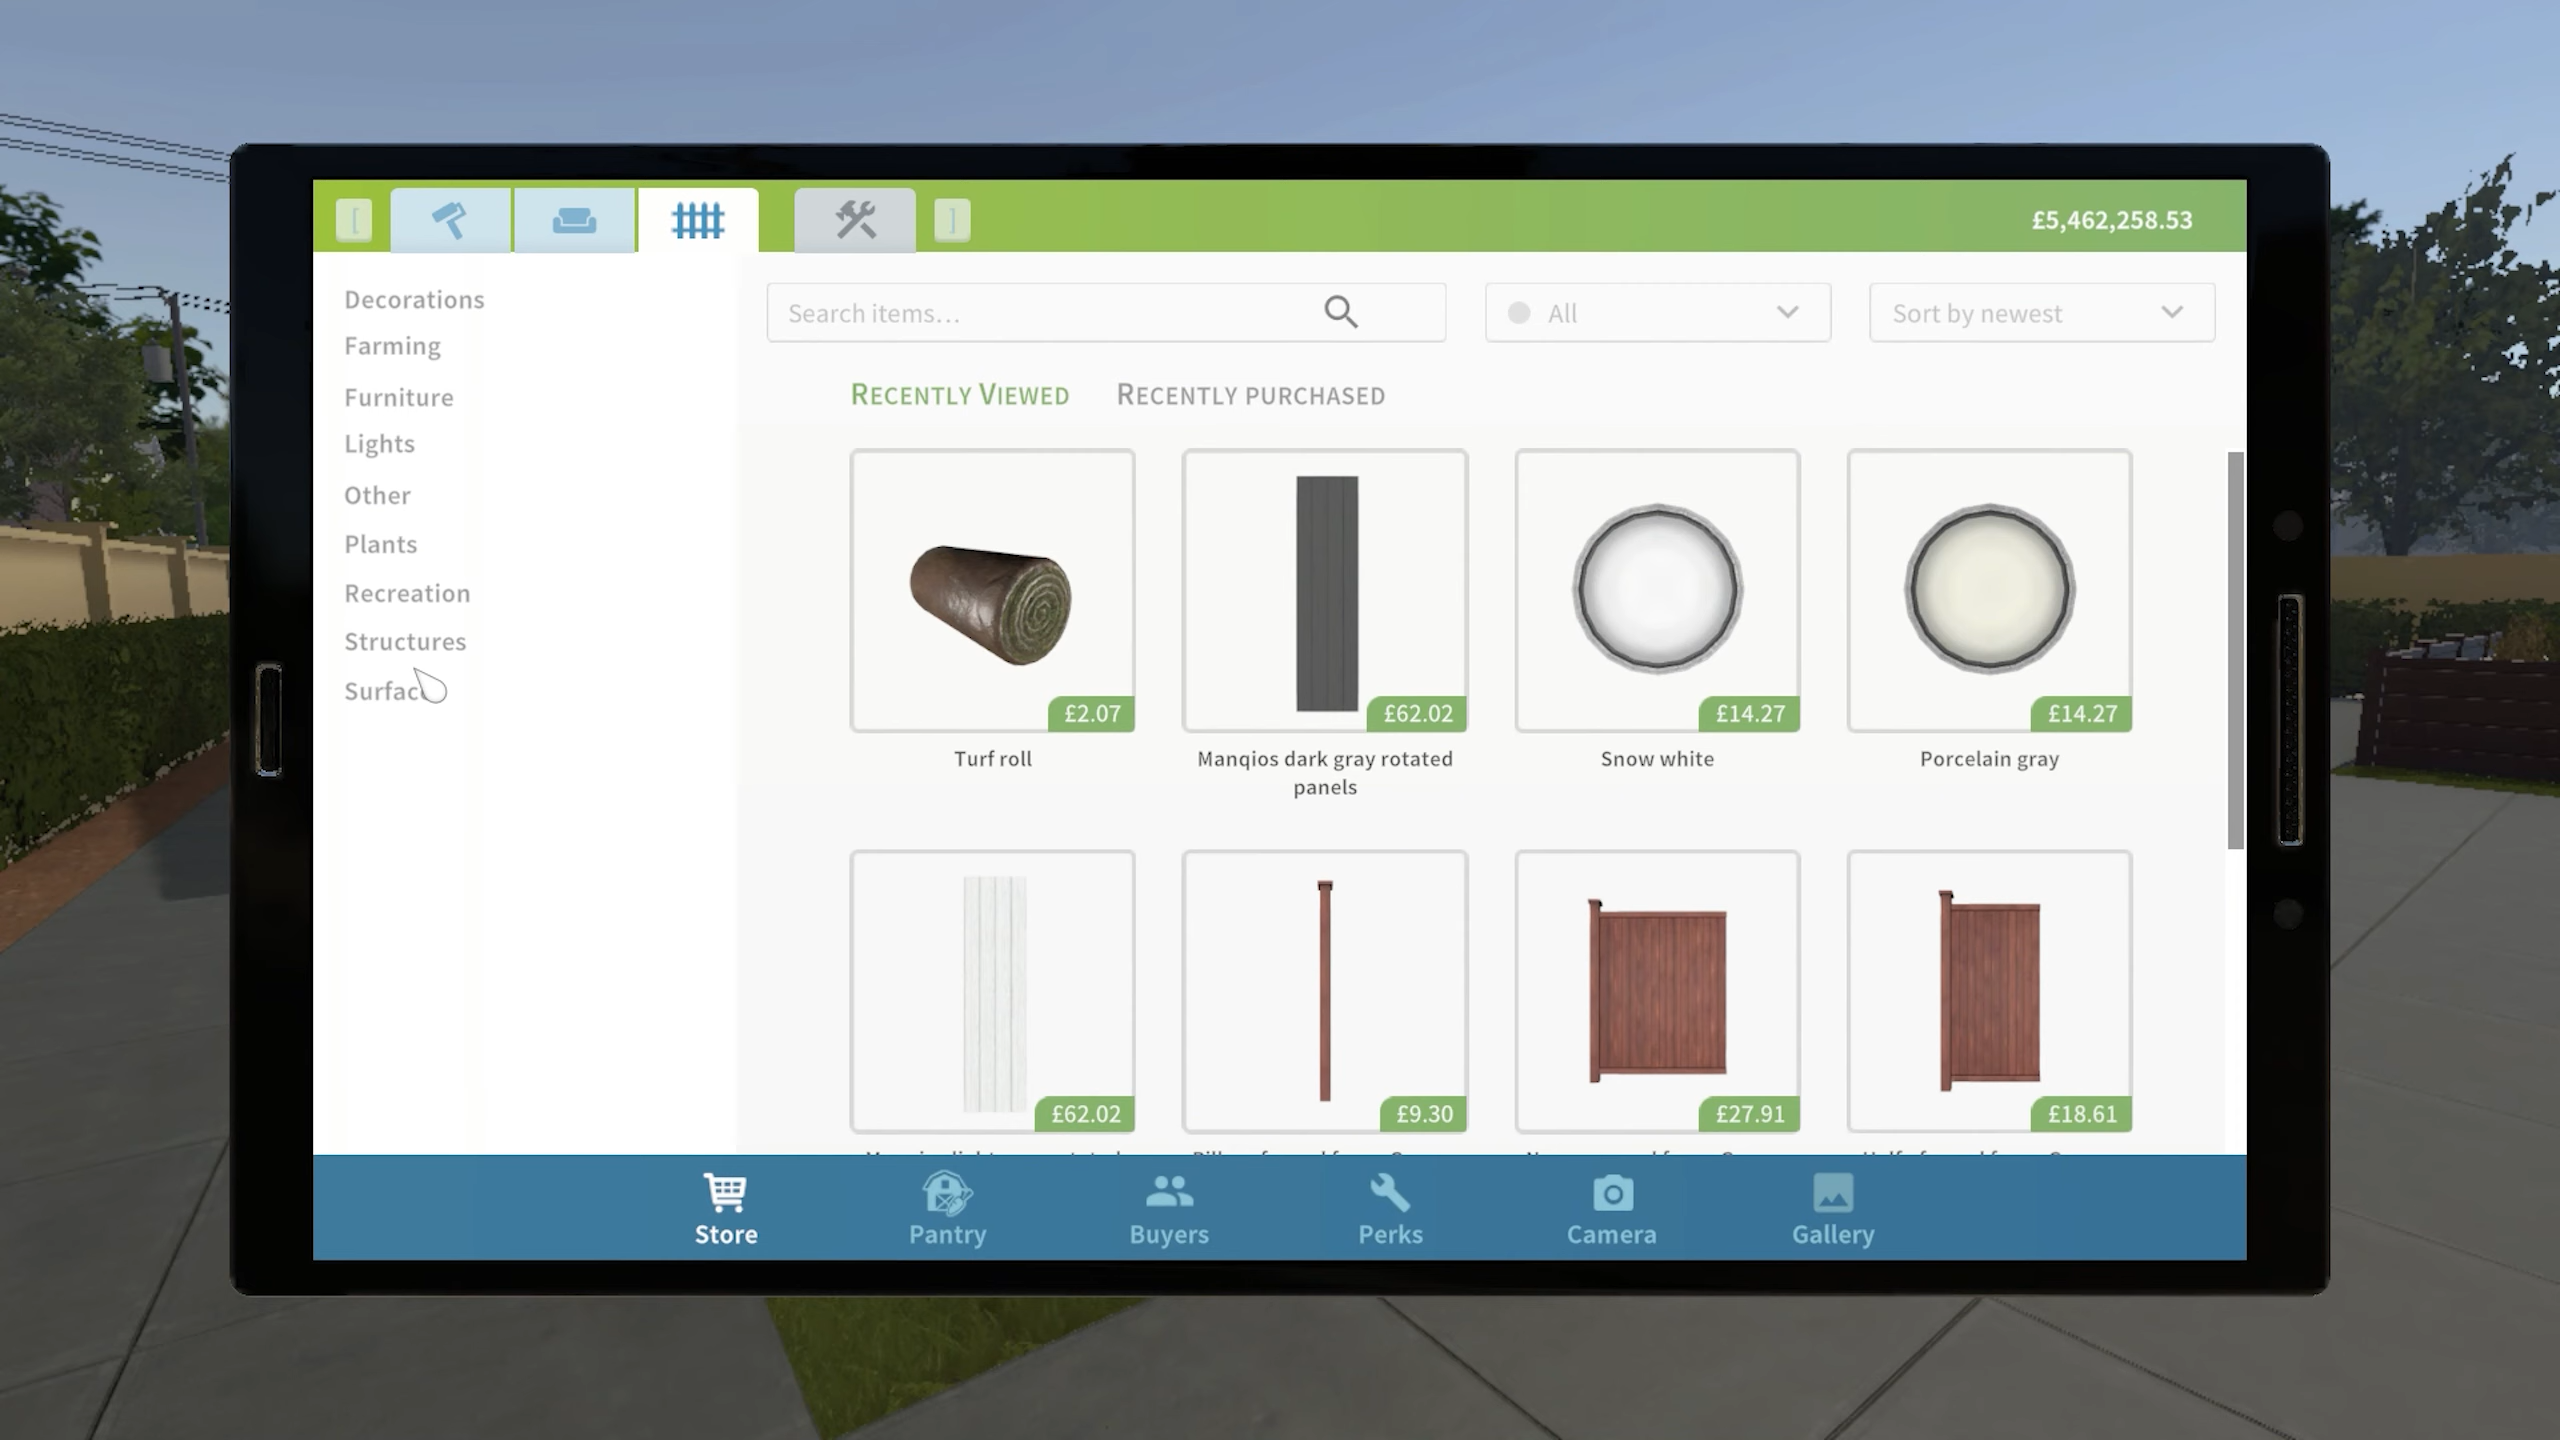 [
]
£5,462,258.53
Decorations
Farming
Furniture
Lights
Other
Plants
Recreation
Structures
Search items...
All
Sort by newest
RECENTLY VIEWED
RECENTLY PURCHASED
£2.07
£62.02
£14.27
£14.27
Turf roll
Manqios dark gray rotated
panels
Snow white
Porcelain gray
£62.02
£9.30
£27.91
£18.61
Store
Pantry
Buyers
Perks
Camera
Gallery